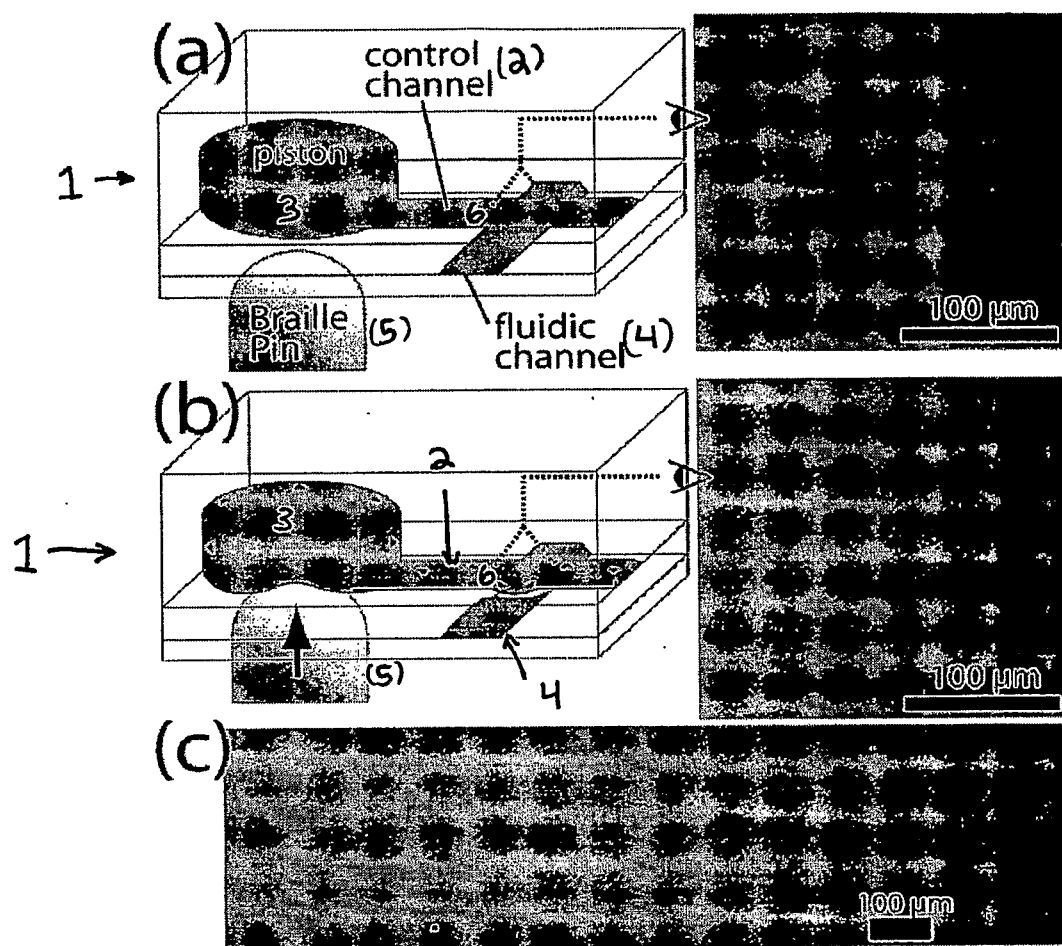 (a)
control
channel (2)
piston
1
3
6
Braille
Pin
(5)
fluidic
channel (4)
100 µm
(b)
2
3
1
6
(5)
4
100 µm
(c)
100 µm